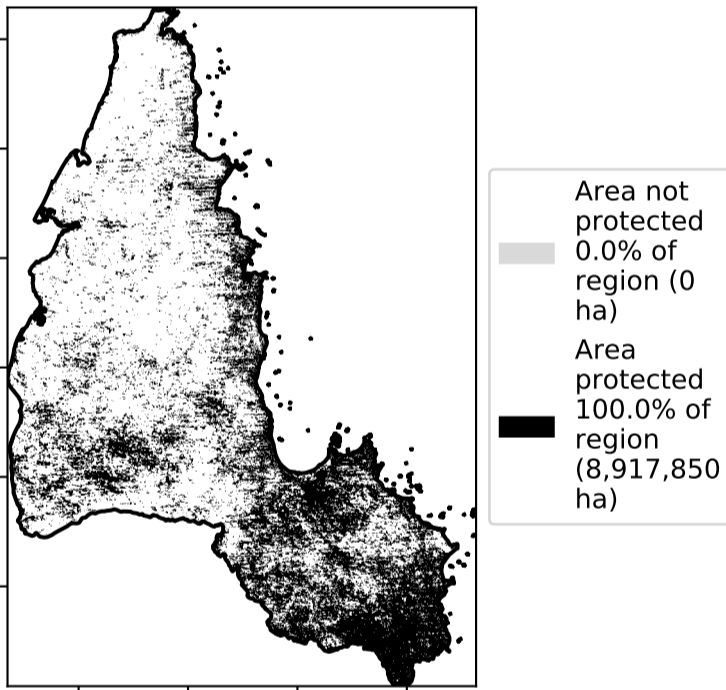 Area not
protected
0.0% of
region (0
ha)
Area
protected
100.0% of
region
(8,917,850
ha)